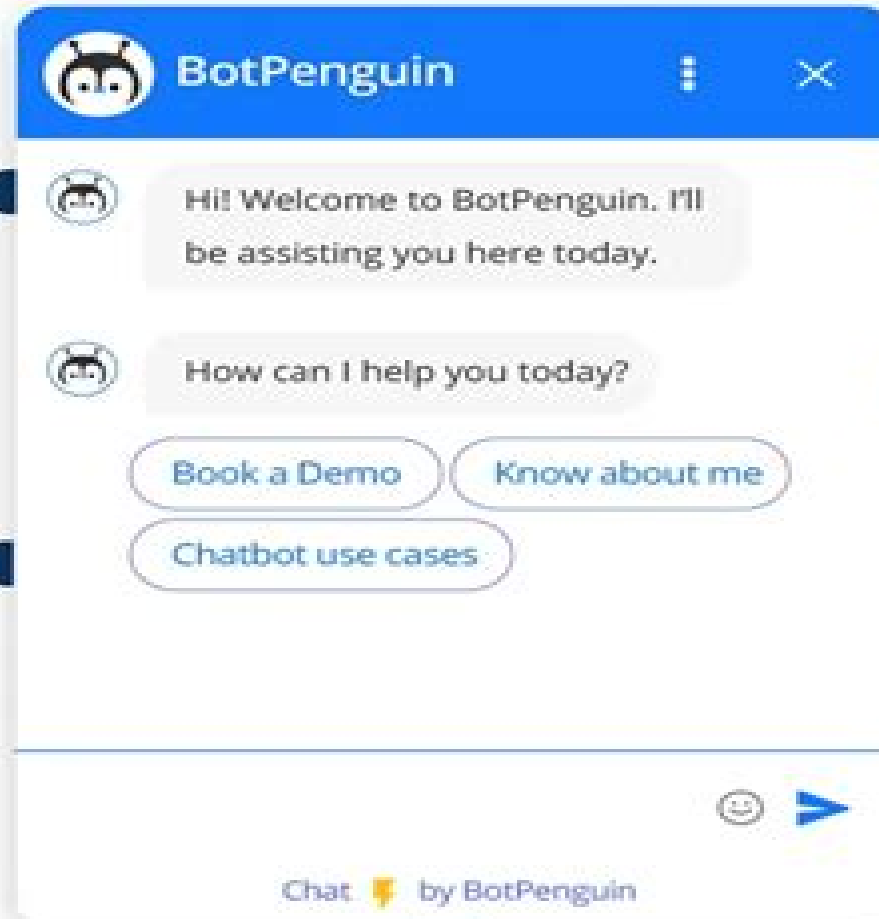 BotPenguin
Hi! Welcome to BotPenguin. I'll
be assisting you here today.
How can I help you today?
Book a Demo Know about me
Chatbot use cases
Chat by BotPenguin